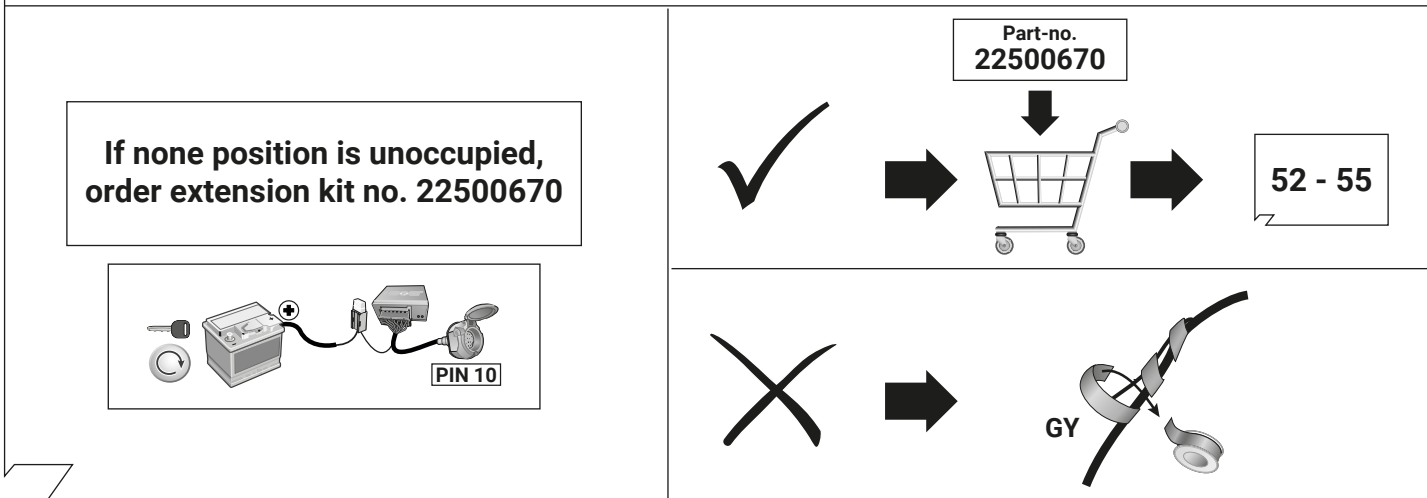 If none position is unoccupied,
order extension kit no. 22500670
PIN 10
Part-no.
22500670
52 - 55
GY